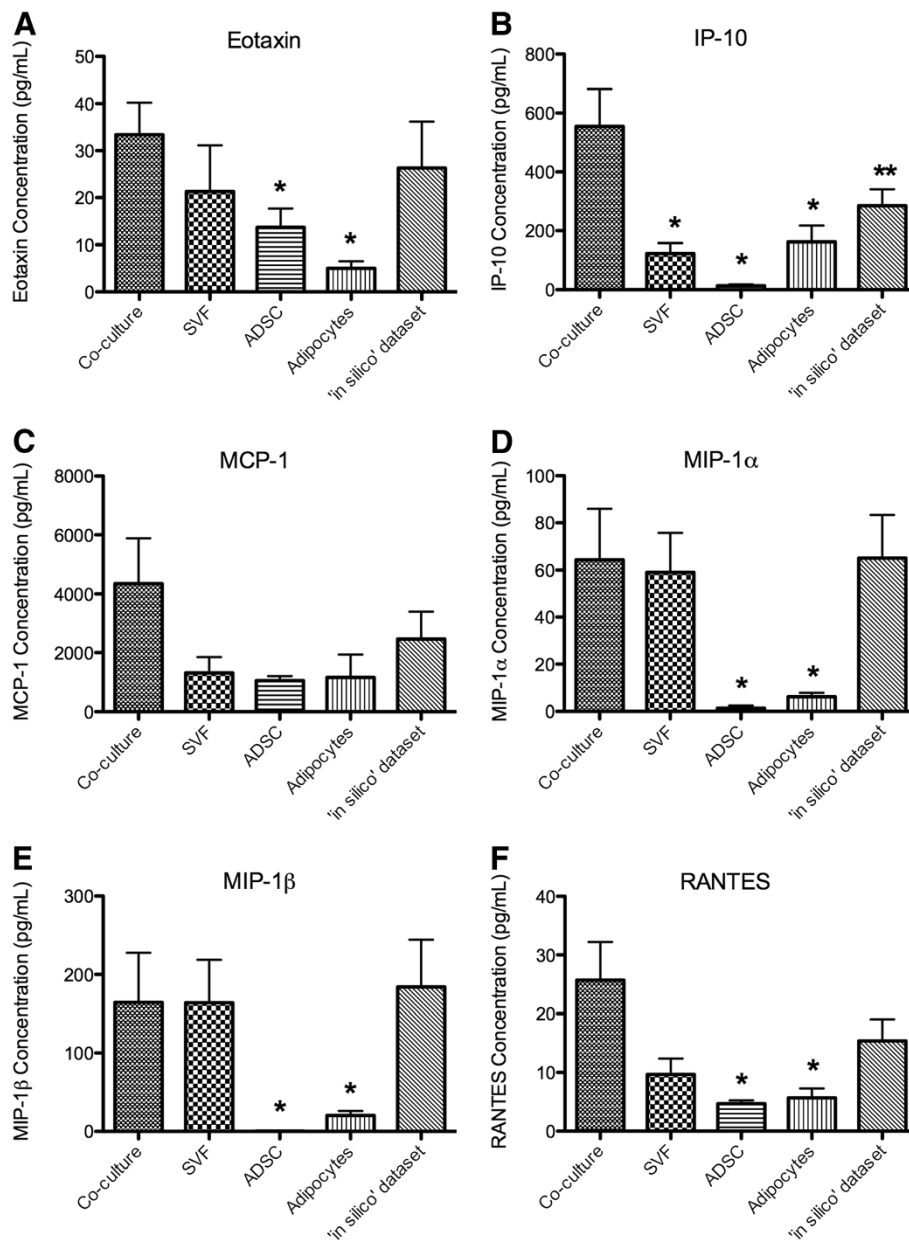 A
Eotaxin
Eotaxin Concentration (pg/mL)
50
40
30
20
10
0
*
*
Co-culture
SVF
ADSC
Adipocytes
'in silico' dataset
B
IP-10
IP-10 Concentration (pg/mL)
800
600
400
200
0
*
*
*
**
Co-culture
SVF
ADSC
Adipocytes
'in silico' dataset
C
MCP-1
MCP-1 Concentration (pg/mL)
8000
6000
4000
2000
0
Co-culture
SVF
ADSC
Adipocytes
'in silico' dataset
D
MIP-1α
MIP-1α Concentration (pg/mL)
100
80
60
40
20
0
*
*
Co-culture
SVF
ADSC
Adipocytes
'in silico' dataset
E
MIP-1β
MIP-1β Concentration (pg/mL)
300
200
100
0
*
*
Co-culture
SVF
ADSC
Adipocytes
'in silico' dataset
F
RANTES
RANTES Concentration (pg/mL)
40
30
20
10
0
*
*
Co-culture
SVF
ADSC
Adipocytes
'in silico' dataset